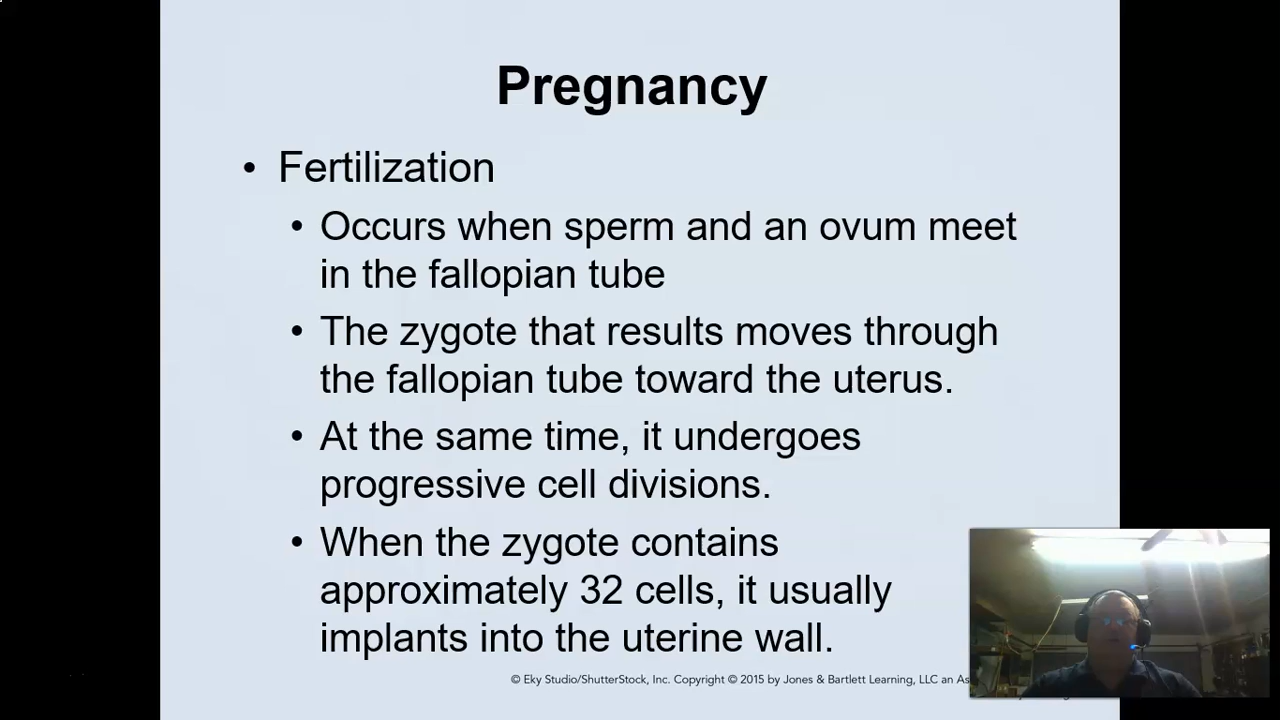 Pregnancy
• Fertilization
• Occurs when sperm and an ovum meet
in the fallopian tube
• The zygote that results moves through
the fallopian tube toward the uterus.
• At the same time, it undergoes
progressive cell divisions.
• When the zygote contains
approximately 32 cells, it usually
implants into the uterine wall.
© Eky Studio/ShutterStock, Inc. Copyright © 2015 by Jones & Bartlett Learning, LLC an